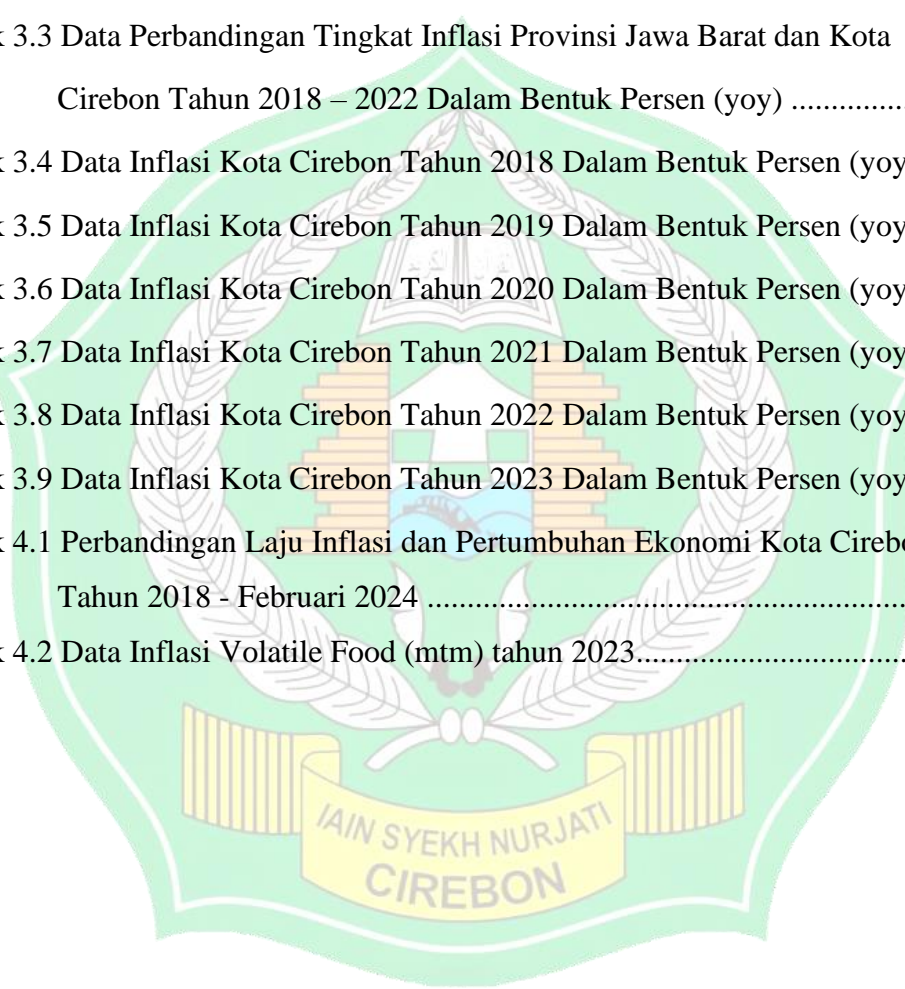 k 3.3 Data Perbandingan Tingkat Inflasi Provinsi Jawa Barat dan Kota
Cirebon Tahun 2018 – 2022 Dalam Bentuk Persen (yoy) ...............
k 3.4 Data Inflasi Kota Cirebon Tahun 2018 Dalam Bentuk Persen (yoy
k 3.5 Data Inflasi Kota Cirebon Tahun 2019 Dalam Bentuk Persen (yoy
k 3.6 Data Inflasi Kota Cirebon Tahun 2020 Dalam Bentuk Persen (yoy
k 3.7 Data Inflasi Kota Cirebon Tahun 2021 Dalam Bentuk Persen (yoy
k 3.8 Data Inflasi Kota Cirebon Tahun 2022 Dalam Bentuk Persen (yoy
k 3.9 Data Inflasi Kota Cirebon Tahun 2023 Dalam Bentuk Persen (yoy
k 4.1 Perbandingan Laju Inflasi dan Pertumbuhan Ekonomi Kota Cirebo
Tahun 2018 - Februari 2024 ............................................................
k 4.2 Data Inflasi Volatile Food (mtm) tahun 2023..................................
IAIN SYEKH NURJATI
CIREBON